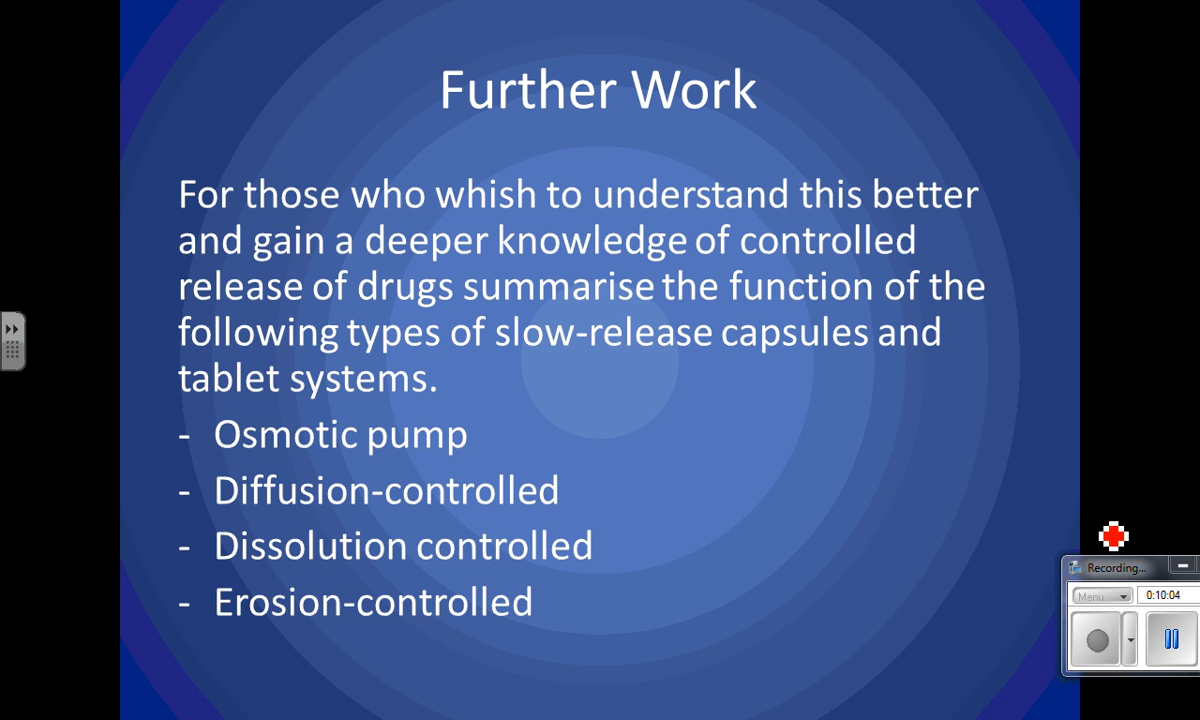 Further Work
For those who whish to understand this better
and gain a deeper knowledge of controlled
release of drugs summarise the function of the
following types of slow-release capsules and
tablet systems.
- Osmotic pump
- Diffusion-controlled
- Dissolution controlled
- Erosion-controlled
Recording...
Menu
0:10:04